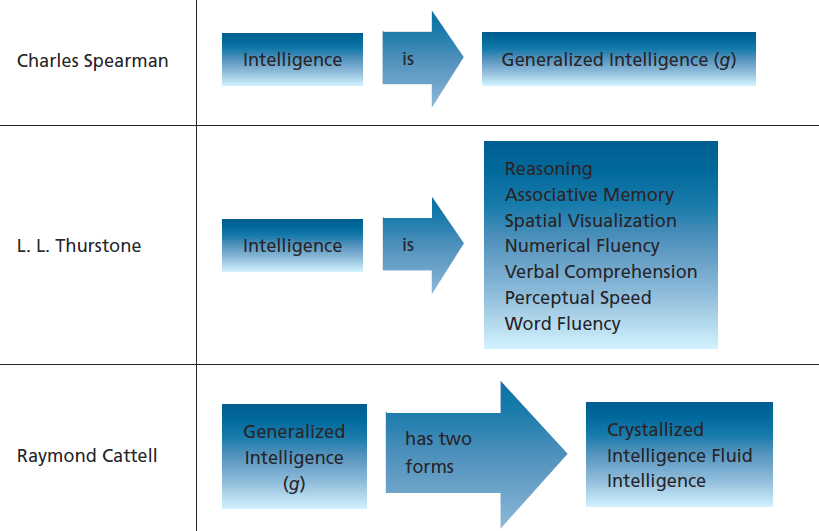 Charles Spearman
Intelligence
is
Generalized Intelligence (g)
L. L. Thurstone
Intelligence
is
Reasoning
Associative Memory
Spatial Visualization
Numerical Fluency
Verbal Comprehension
Perceptual Speed
Word Fluency
Raymond Cattell
Generalized
Intelligence
(g)
has two
forms
Crystallized
Intelligence Fluid
Intelligence